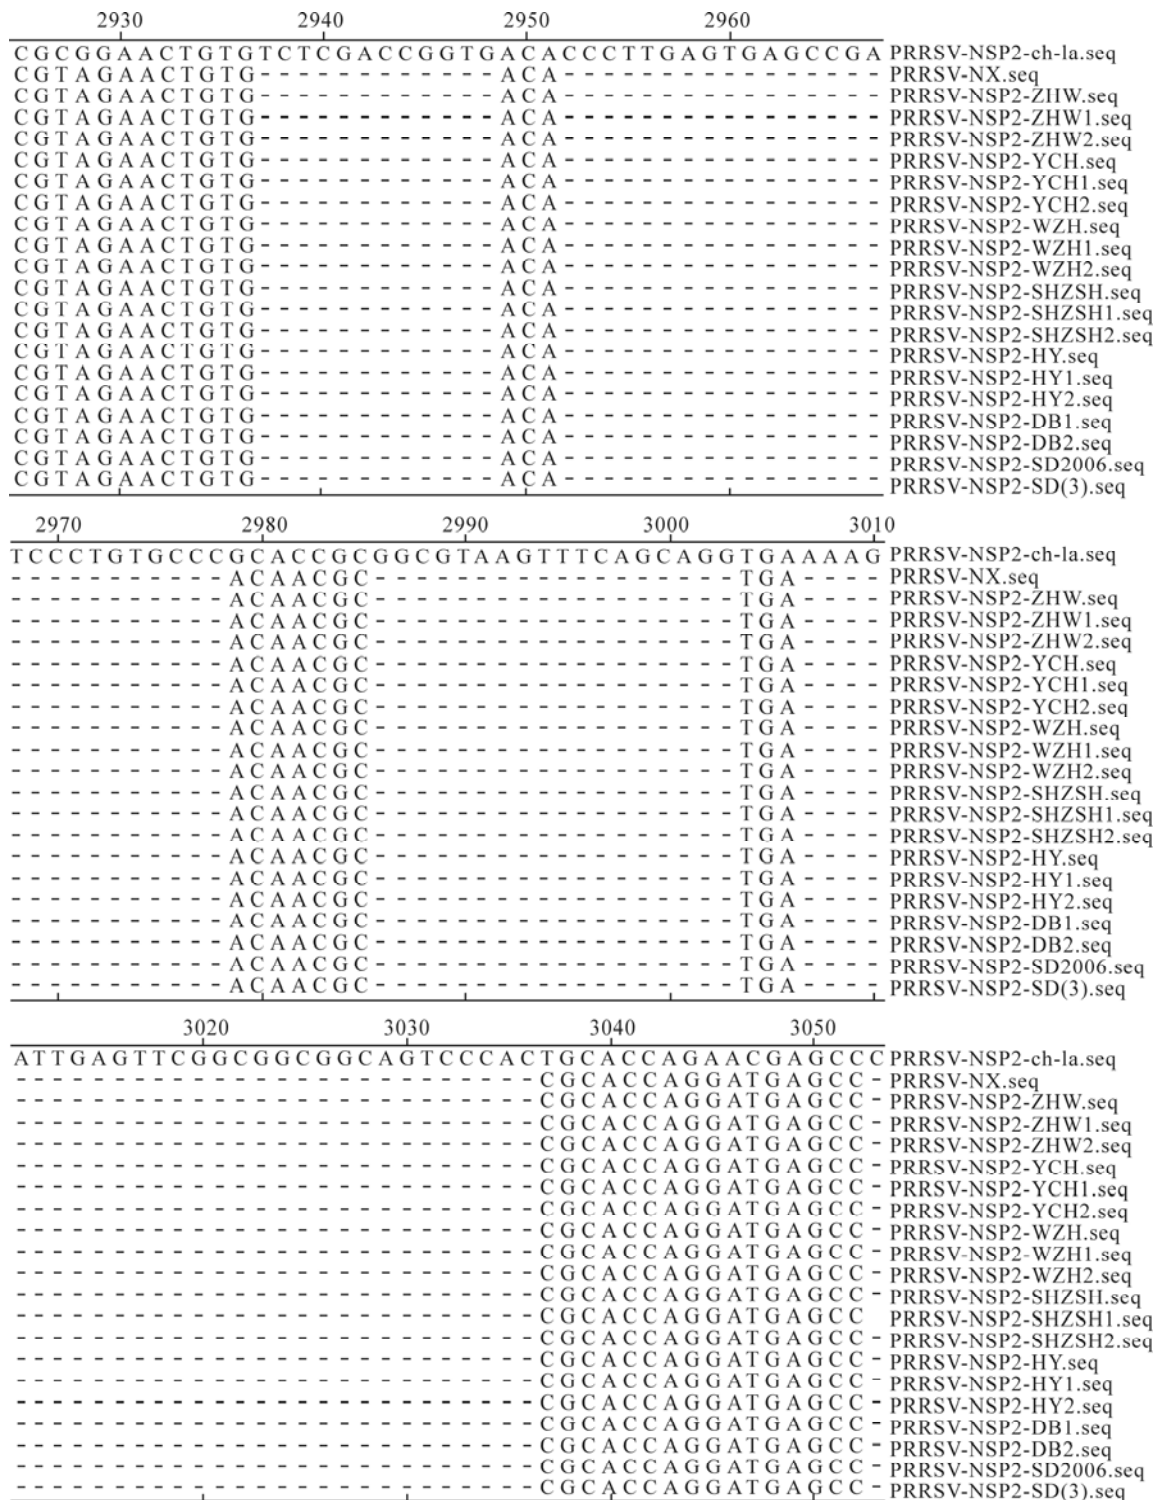 2930 2940 2950 2960
CGCGGAACTGTGTCTCGACCGGTGACACCCTTGAGTGAGCCGA PRRSV-NSP2-ch-la.seq
CGTAGAACTGTG------------ACA---------------- PRRSV-NX.seq
CGTAGAACTGTG------------ACA---------------- PRRSV-NSP2-ZHW.seq
CGTAGAACTGTG------------ACA---------------- PRRSV-NSP2-ZHW1.seq
CGTAGAACTGTG------------ACA---------------- PRRSV-NSP2-ZHW2.seq
CGTAGAACTGTG------------ACA---------------- PRRSV-NSP2-YCH.seq
CGTAGAACTGTG------------ACA---------------- PRRSV-NSP2-YCH1.seq
CGTAGAACTGTG------------ACA---------------- PRRSV-NSP2-YCH2.seq
CGTAGAACTGTG------------ACA---------------- PRRSV-NSP2-WZH.seq
CGTAGAACTGTG------------ACA---------------- PRRSV-NSP2-WZH1.seq
CGTAGAACTGTG------------ACA---------------- PRRSV-NSP2-WZH2.seq
CGTAGAACTGTG------------ACA---------------- PRRSV-NSP2-SHZSH.seq
CGTAGAACTGTG------------ACA---------------- PRRSV-NSP2-SHZSH1.seq
CGTAGAACTGTG------------ACA---------------- PRRSV-NSP2-SHZSH2.seq
CGTAGAACTGTG------------ACA---------------- PRRSV-NSP2-HY.seq
CGTAGAACTGTG------------ACA---------------- PRRSV-NSP2-HY1.seq
CGTAGAACTGTG------------ACA---------------- PRRSV-NSP2-HY2.seq
CGTAGAACTGTG------------ACA---------------- PRRSV-NSP2-DB1.seq
CGTAGAACTGTG------------ACA---------------- PRRSV-NSP2-DB2.seq
CGTAGAACTGTG------------ACA---------------- PRRSV-NSP2-SD2006.seq
CGTAGAACTGTG------------ACA---------------- PRRSV-NSP2-SD(3).seq
2970 2980 2990 3000 3010
TCCCTGTGCCCGCACCGCGGCGTAAGTTTCAGCAGGTGAAAAG PRRSV-NSP2-ch-la.seq
-----------ACAACGC------------------TGA---- PRRSV-NX.seq
-----------ACAACGC------------------TGA---- PRRSV-NSP2-ZHW.seq
-----------ACAACGC------------------TGA---- PRRSV-NSP2-ZHW1.seq
-----------ACAACGC------------------TGA---- PRRSV-NSP2-ZHW2.seq
-----------ACAACGC------------------TGA---- PRRSV-NSP2-YCH.seq
-----------ACAACGC------------------TGA---- PRRSV-NSP2-YCH1.seq
-----------ACAACGC------------------TGA---- PRRSV-NSP2-YCH2.seq
-----------ACAACGC------------------TGA---- PRRSV-NSP2-WZH.seq
-----------ACAACGC------------------TGA---- PRRSV-NSP2-WZH1.seq
-----------ACAACGC------------------TGA---- PRRSV-NSP2-WZH2.seq
-----------ACAACGC------------------TGA---- PRRSV-NSP2-SHZSH.seq
-----------ACAACGC------------------TGA---- PRRSV-NSP2-SHZSH1.seq
-----------ACAACGC------------------TGA---- PRRSV-NSP2-SHZSH2.seq
-----------ACAACGC------------------TGA---- PRRSV-NSP2-HY.seq
-----------ACAACGC------------------TGA---- PRRSV-NSP2-HY1.seq
-----------ACAACGC------------------TGA---- PRRSV-NSP2-HY2.seq
-----------ACAACGC------------------TGA---- PRRSV-NSP2-DB1.seq
-----------ACAACGC------------------TGA---- PRRSV-NSP2-DB2.seq
-----------ACAACGC------------------TGA---- PRRSV-NSP2-SD2006.seq
-----------ACAACGC------------------TGA---- PRRSV-NSP2-SD(3).seq
3020 3030 3040 3050
ATTGAGTTCGGCGGCGGCAGTCCCACTGCACCAGAACGAGCCC PRRSV-NSP2-ch-la.seq
--------------------------CGCACCAGGATGAGCC- PRRSV-NX.seq
--------------------------CGCACCAGGATGAGCC- PRRSV-NSP2-ZHW.seq
--------------------------CGCACCAGGATGAGCC- PRRSV-NSP2-ZHW1.seq
--------------------------CGCACCAGGATGAGCC- PRRSV-NSP2-ZHW2.seq
--------------------------CGCACCAGGATGAGCC- PRRSV-NSP2-YCH.seq
--------------------------CGCACCAGGATGAGCC- PRRSV-NSP2-YCH1.seq
--------------------------CGCACCAGGATGAGCC- PRRSV-NSP2-YCH2.seq
--------------------------CGCACCAGGATGAGCC- PRRSV-NSP2-WZH.seq
--------------------------CGCACCAGGATGAGCC- PRRSV-NSP2-WZH1.seq
--------------------------CGCACCAGGATGAGCC- PRRSV-NSP2-WZH2.seq
--------------------------CGCACCAGGATGAGCC- PRRSV-NSP2-SHZSH.seq
--------------------------CGCACCAGGATGAGCC- PRRSV-NSP2-SHZSH1.seq
--------------------------CGCACCAGGATGAGCC- PRRSV-NSP2-SHZSH2.seq
--------------------------CGCACCAGGATGAGCC- PRRSV-NSP2-HY.seq
--------------------------CGCACCAGGATGAGCC- PRRSV-NSP2-HY1.seq
--------------------------CGCACCAGGATGAGCC- PRRSV-NSP2-HY2.seq
--------------------------CGCACCAGGATGAGCC- PRRSV-NSP2-DB1.seq
--------------------------CGCACCAGGATGAGCC- PRRSV-NSP2-DB2.seq
--------------------------CGCACCAGGATGAGCC- PRRSV-NSP2-SD2006.seq
--------------------------CGCACCAGGATGAGCC- PRRSV-NSP2-SD(3).seq